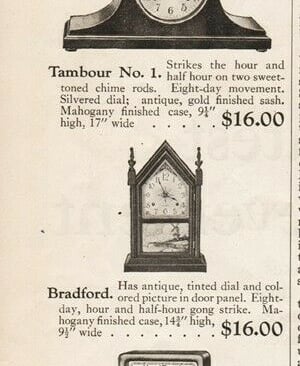 Tambour No. 1. Strikes the hour and
half hour on two sweet-
toned chime rods. Eight-day movement.
Silvered dial; antique, gold finished sash.
Mahogany finished case, 9¼"
high, 17" wide . . . . . $16.00
Bradford. Has antique, tinted dial and col-
ored picture in door panel. Eight-
day, hour and half-hour gong strike. Ma-
hogany finished case, 14¾" high,
9½" wide . . . . . . $16.00